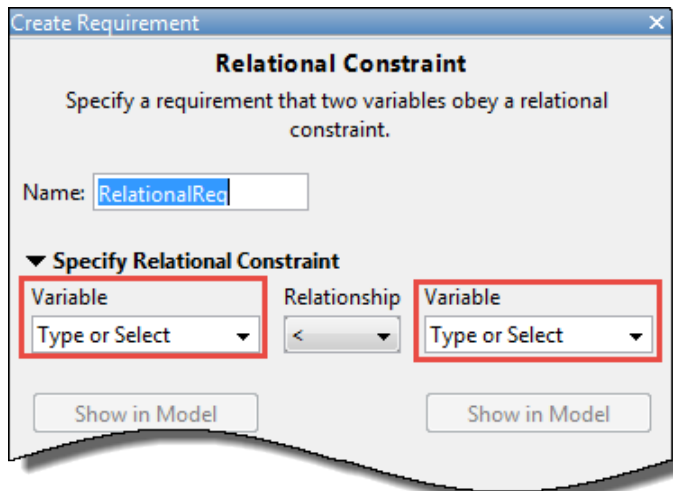 Create Requirement
Relational Constraint
Specify a requirement that two variables obey a relational
constraint.
Name: RelationalReq
Specify Relational Constraint
Variable Relationship Variable
Type or Select < Type or Select
Show in Model Show in Model